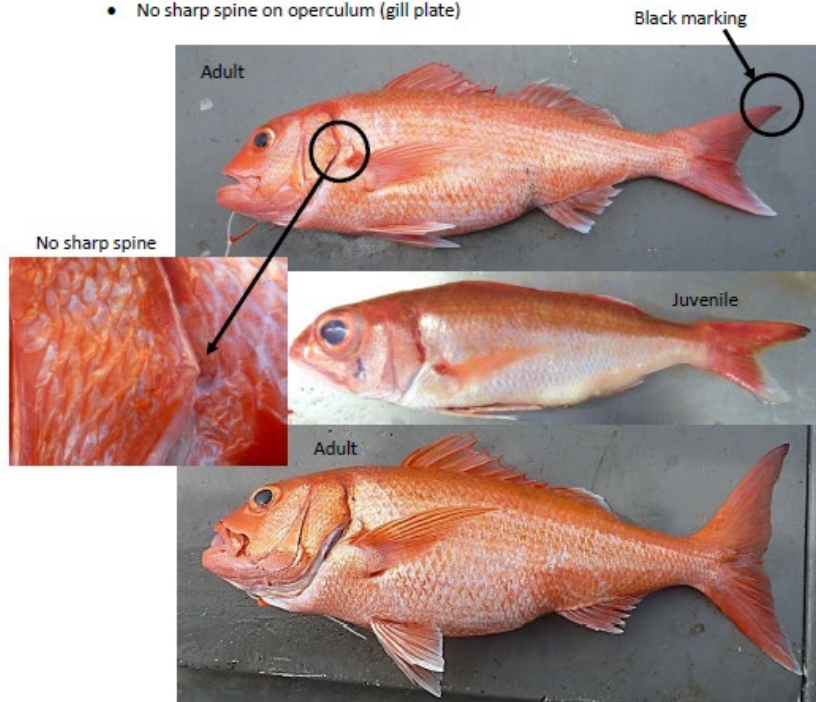 • No sharp spine on operculum (gill plate)
Black marking
Adult
No sharp spine
Juvenile
Adult